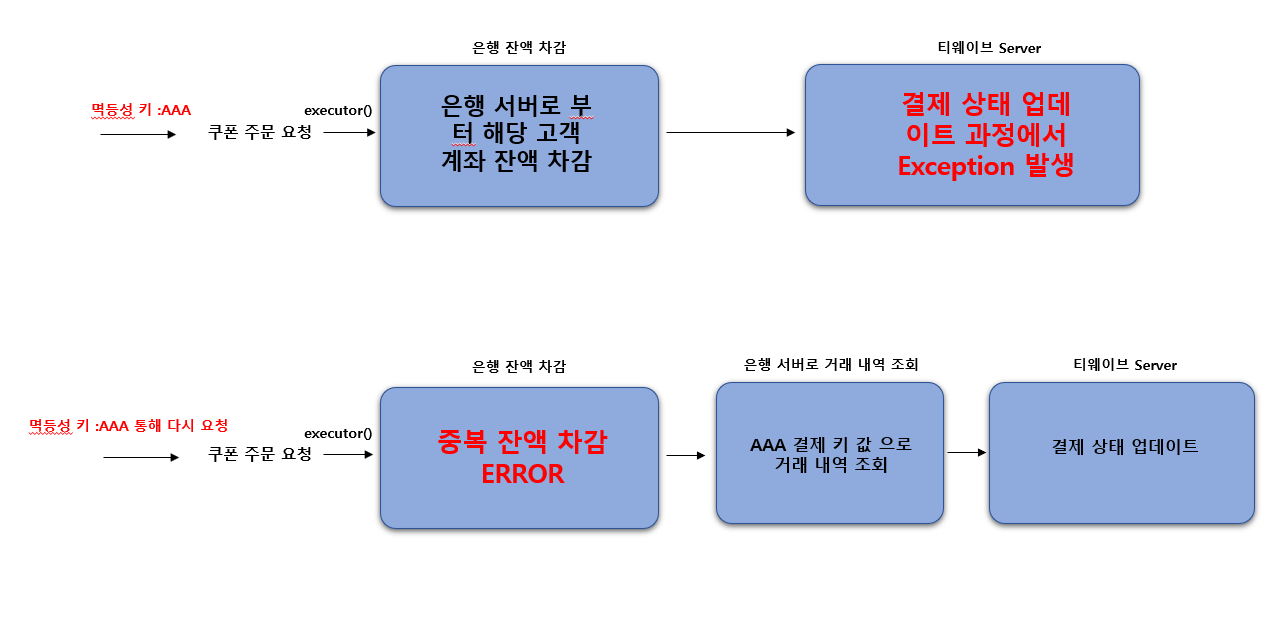 은행 잔액 차감
티웨이브 Server
멱등성 키 :AAA
executor()
쿠폰 주문 요청
은행 서버로 부
터 해당 고객
계좌 잔액 차감
결제 상태 업데
이트 과정에서
Exception 발생
은행 잔액 차감
은행 서버로 거래 내역 조회
티웨이브 Server
멱등성 키 :AAA 통해 다시 요청
executor()
쿠폰 주문 요청
중복 잔액 차감
ERROR
AAA 결제 키 값 으로
거래 내역 조회
결제 상태 업데이트